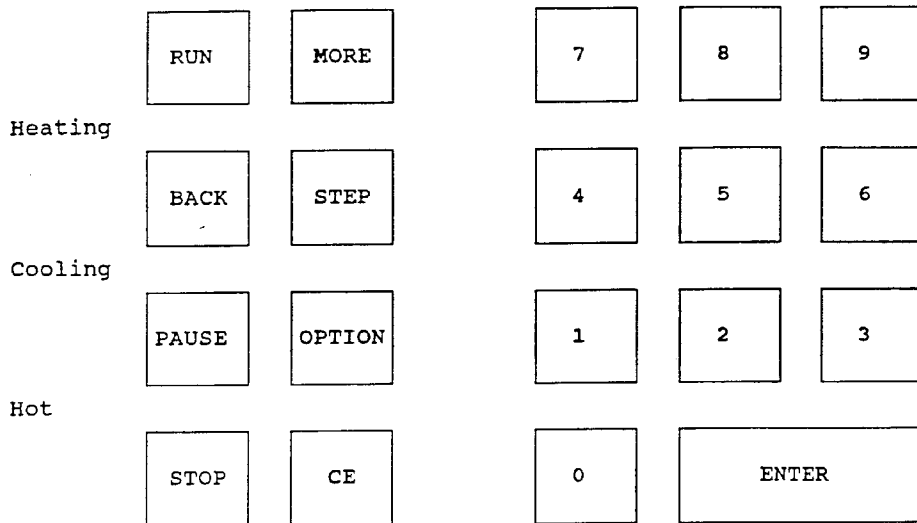 RUN MORE 7 8 9
Heating
BACK STEP 4 5 6
Cooling
PAUSE OPTION 1 2 3
Hot
STOP CE 0 ENTER